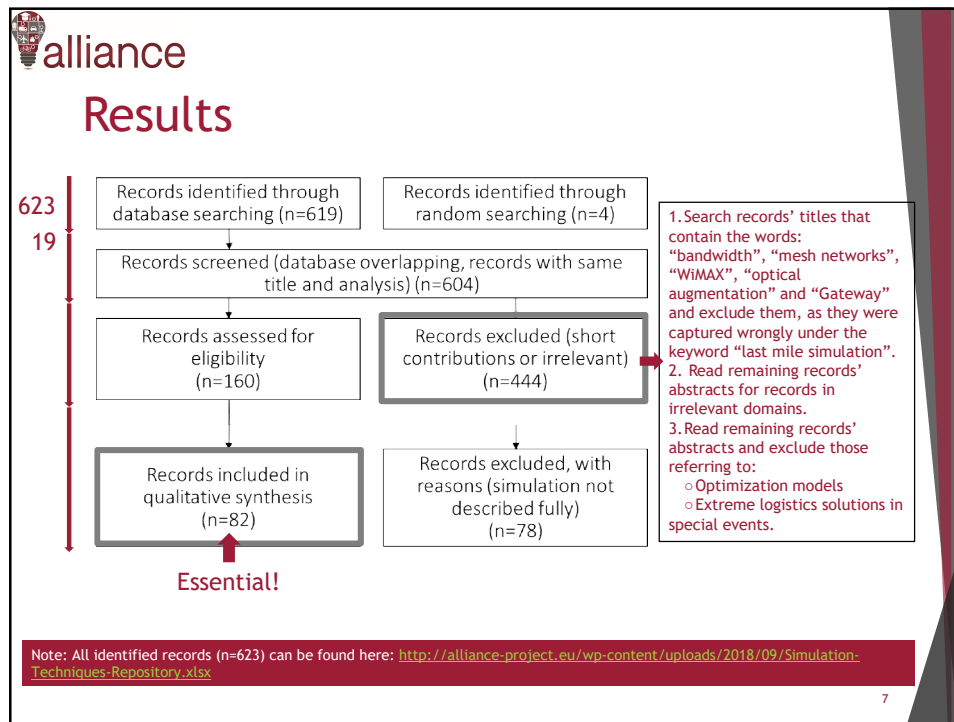 alliance
Results
623
19
Records identified through
database searching (n=619)
Records identified through
random searching (n=4)
Records screened (database overlapping, records with same
title and analysis) (n=604)
Records assessed for
eligibility
(n=160)
Records excluded (short
contributions or irrelevant)
(n=444)
Records included in
qualitative synthesis
(n=82)
Records excluded, with
reasons (simulation not
described fully)
(n=78)
Essential!
1.Search records’ titles that
contain the words:
“bandwidth”, “mesh networks”,
“WiMAX”, “optical
augmentation” and “Gateway”
and exclude them, as they were
captured wrongly under the
keyword “last mile simulation”.
2. Read remaining records’
abstracts for records in
irrelevant domains.
3.Read remaining records’
abstracts and exclude those
referring to:
○Optimization models
○Extreme logistics solutions in
special events.
Note: All identified records (n=623) can be found here: http://alliance-project.eu/wp-content/uploads/2018/09/Simulation-
Techniques-Repository.xlsx
7